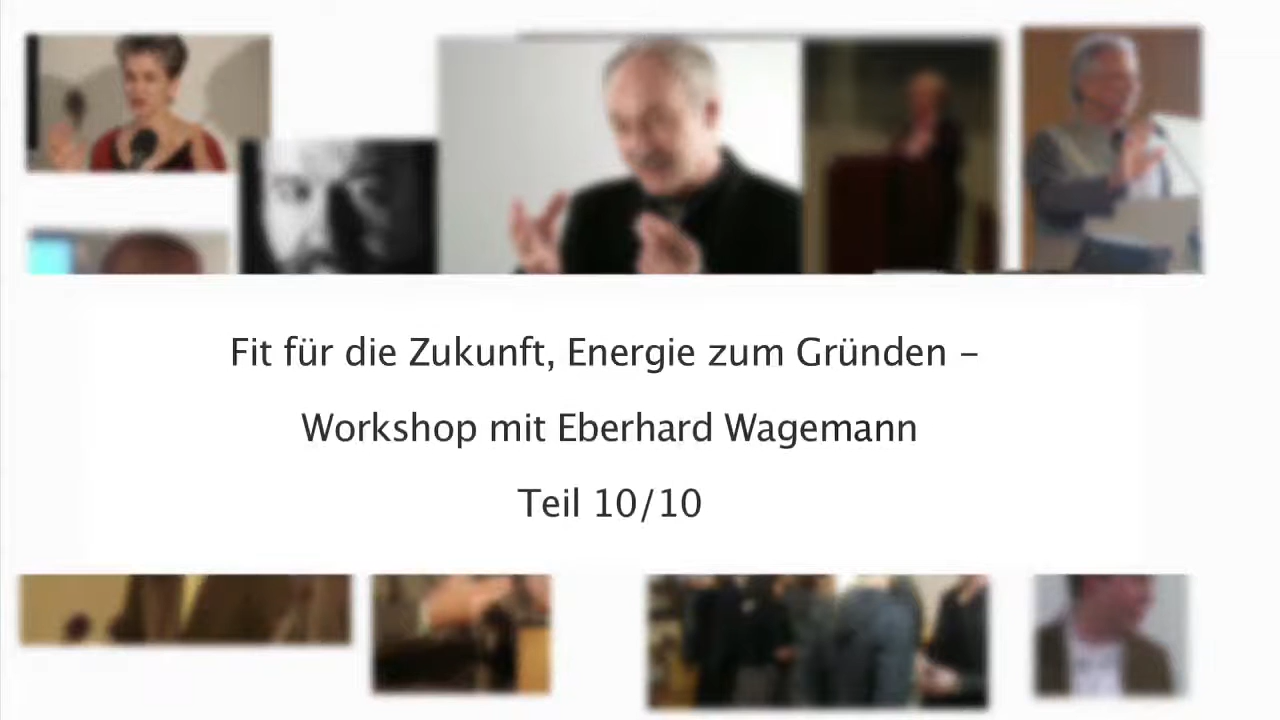 Fit für die Zukunft, Energie zum Gründen –
Workshop mit Eberhard Wagemann
Teil 10/10